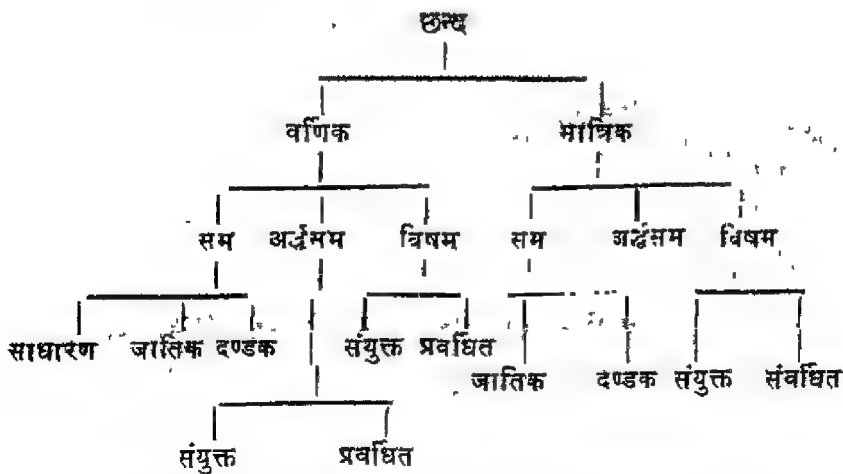 छन्द
वर्णिक मात्रिक
सम अर्द्धसम विषम सम अर्द्धसम विषम
साधारण जातिक दण्डक संयुक्त प्रवर्धित
जातिक दण्डक संयुक्त संवर्धित
संयुक्त प्रवर्धित